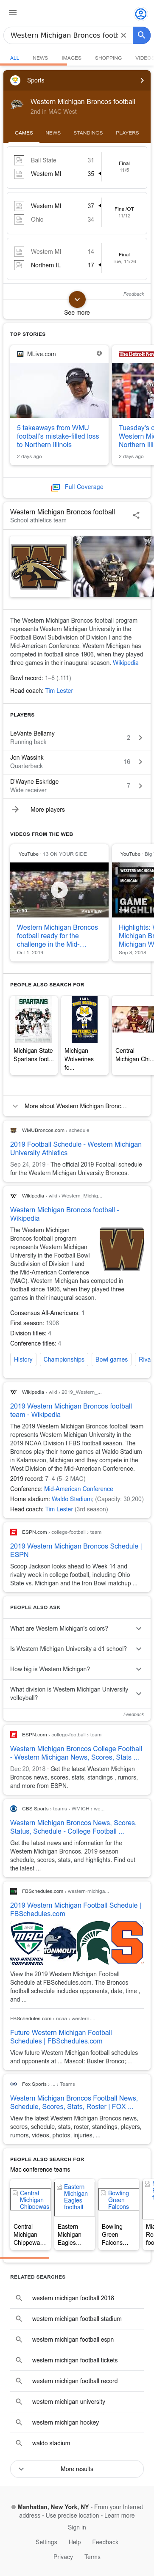 Western Michigan Broncos footb
ALL NEWS IMAGES SHOPPING VIDE
Sports
Western Michigan Broncos football
2nd in MAC West
GAMES NEWS STANDINGS PLAYERS
Ball State 31
Western MI 35
Final
11/5
Western MI 37
Ohio 34
Final/OT
11/12
Western MI 14
Northern IL 17
Final
Tue, 11/26
Feedback
See more
TOP STORIES
MLive.com
5 takeaways from WMU
football's mistake-filled loss
to Northern Illinois
2 days ago
The Detroit New
Tuesday's c
Western Mi
Northern Ill
2 days ago
Full Coverage
Western Michigan Broncos football
School athletics team
The Western Michigan Broncos football program
represents Western Michigan University in the
Football Bowl Subdivision of Division I and the
Mid-American Conference. Western Michigan has
competed in football since 1906, when they played
three games in their inaugural season. Wikipedia
Bowl record: 1–8 (.111)
Head coach: Tim Lester
PLAYERS
LeVante Bellamy
Running back
2
Jon Wassink
Quarterback
16
D'Wayne Eskridge
Wide receiver
7
More players
VIDEOS FROM THE WEB
YouTube · 13 ON YOUR SIDE
0:50
PREVIEW
Western Michigan Broncos
football ready for the
challenge in the Mid-...
Oct 1, 2019
YouTube · Big
WESTERN MICHIGAN
MICHIGAN
GAME
HIGHLIG
Highlights: W
Michigan Br
Michigan W
Sep 8, 2018
PEOPLE ALSO SEARCH FOR
SPARTANS
Michigan State
Spartans foot...
Michigan
Wolverines
fo...
Central
Michigan Chi...
More about Western Michigan Bronc...
WMUBroncos.com › schedule
2019 Football Schedule - Western Michigan
University Athletics
Sep 24, 2019 · The official 2019 Football schedule
for the Western Michigan University Broncos.
Wikipedia › wiki › Western_Michig...
Western Michigan Broncos football -
Wikipedia
The Western Michigan
Broncos football program
represents Western Michigan
University in the Football Bowl
Subdivision of Division I and
the Mid-American Conference
(MAC). Western Michigan has competed in
football since 1906, when they played three
games in their inaugural season.
Consensus All-Americans: 1
First season: 1906
Division titles: 4
Conference titles: 4
History Championships Bowl games Riva
Wikipedia › wiki › 2019_Western_...
2019 Western Michigan Broncos football
team - Wikipedia
The 2019 Western Michigan Broncos football team
represents Western Michigan University in the
2019 NCAA Division I FBS football season. The
Broncos play their home games at Waldo Stadium
in Kalamazoo, Michigan and they compete in the
West Division of the Mid-American Conference.
2019 record: 7–4 (5–2 MAC)
Conference: Mid-American Conference
Home stadium: Waldo Stadium; (Capacity: 30,200)
Head coach: Tim Lester (3rd season)
ESPN.com › college-football › team
2019 Western Michigan Broncos Schedule |
ESPN
Scoop Jackson looks ahead to Week 14 and
rivalry week in college football, including Ohio
State vs. Michigan and the Iron Bowl matchup ...
PEOPLE ALSO ASK
What are Western Michigan's colors?
Is Western Michigan University a d1 school?
How big is Western Michigan?
What division is Western Michigan University
volleyball?
Feedback
ESPN.com › college-football › team
Western Michigan Broncos College Football
- Western Michigan News, Scores, Stats ...
Dec 20, 2018 · Get the latest Western Michigan
Broncos news, scores, stats, standings , rumors,
and more from ESPN.
CBS Sports › teams › WMICH › we...
Western Michigan Broncos News, Scores,
Status, Schedule - College Football ...
Get the latest news and information for the
Western Michigan Broncos. 2019 season
schedule, scores, stats, and highlights. Find out
the latest ...
FBSchedules.com › western-michiga...
2019 Western Michigan Football Schedule |
FBSchedules.com
View the 2019 Western Michigan Football
Schedule at FBSchedules.com. The Broncos
football schedule includes opponents, date, time ,
and ...
FBSchedules.com › ncaa › western-...
Future Western Michigan Football
Schedules | FBSchedules.com
View future Western Michigan football schedules
and opponents at ... Mascot: Buster Bronco;...
Fox Sports › ... › Teams
Western Michigan Broncos Football News,
Schedule, Scores, Stats, Roster | FOX ...
View the latest Western Michigan Broncos news,
scores, schedule, stats, roster, standings, players,
rumors, videos, photos, injuries, ...
PEOPLE ALSO SEARCH FOR
Mac conference teams
Central
Michigan
Chippewas
Central
Michigan
Chippewa...
Eastern
Michigan
Eagles
football
Eastern
Michigan
Eagles...
Bowling
Green
Falcons
Bowling
Green
Falcons...
RELATED SEARCHES
western michigan football 2018
western michigan football stadium
western michigan football espn
western michigan football tickets
western michigan football record
western michigan university
western michigan hockey
waldo stadium
More results
Manhattan, New York, NY - From your Internet
address - Use precise location - Learn more
Sign in
Settings Help Feedback
Privacy Terms